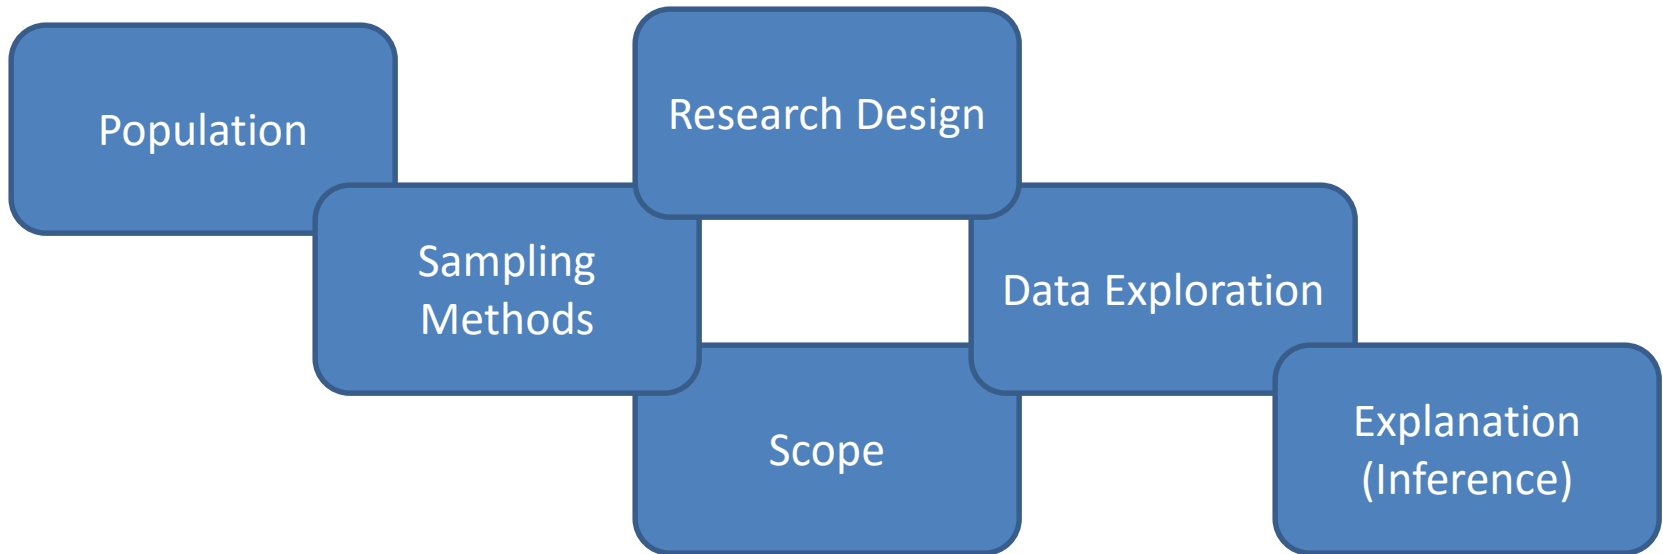 Population
Research Design
Sampling
Methods
Data Exploration
Scope
Explanation
(Inference)